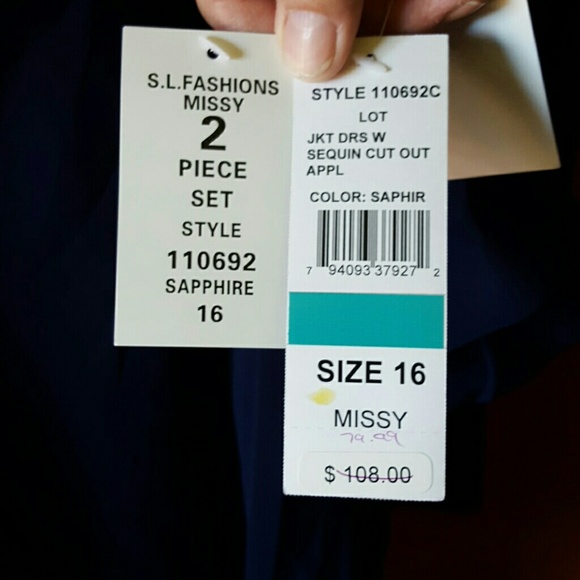 S.L.FASHIONS
MISSY
2
PIECE
SET
STYLE
110692
SAPPHIRE
16
STYLE 110692C
LOT
JKT DRS W
SEQUIN CUT OUT
APPL
COLOR: SAPHIR
7 94093 37927 2
SIZE 16
MISSY
79.99
$ 108.00